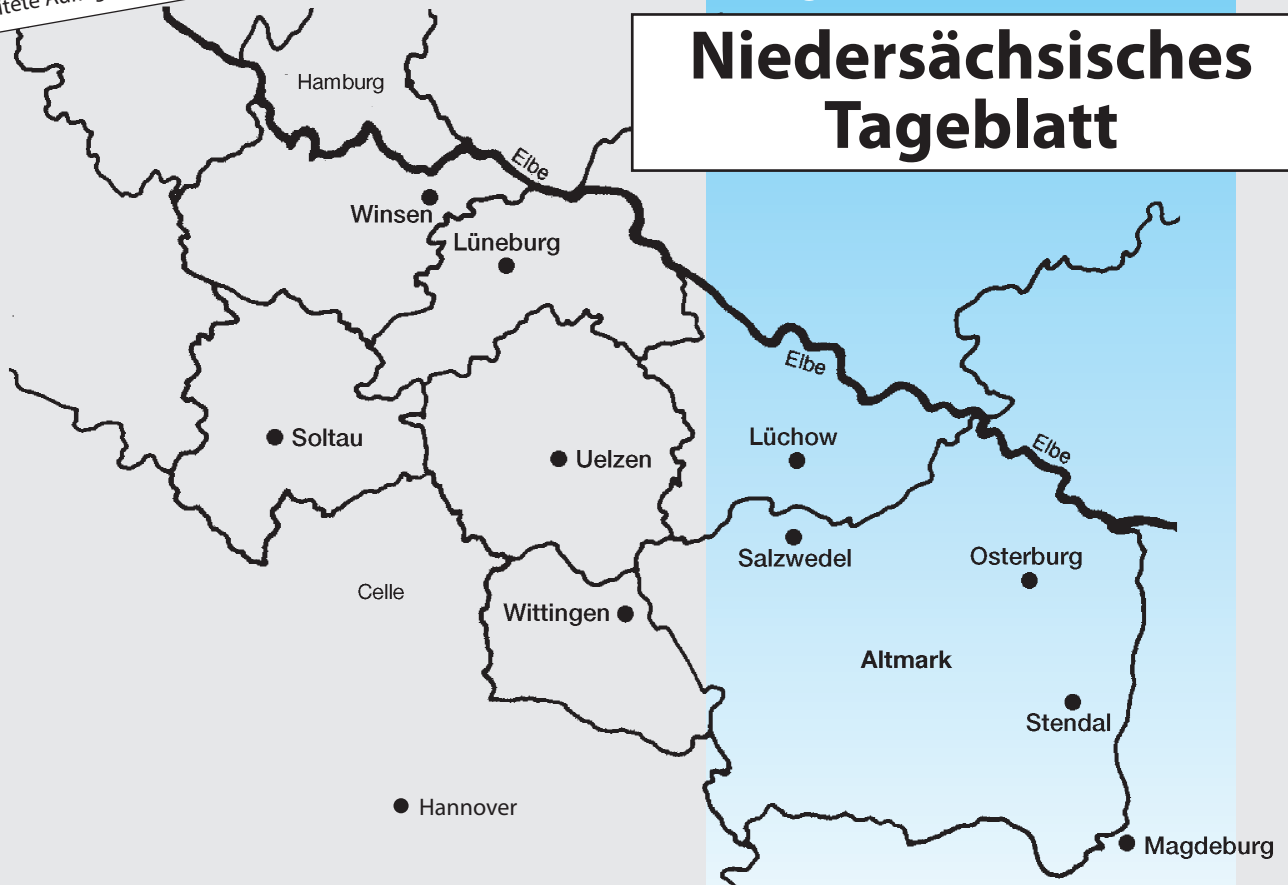 Niedersächsisches
Tageblatt
Hamburg
Elbe
Winsen
Lüneburg
Elbe
Lüchow
Soltau
Elbe
Uelzen
Salzwedel
Osterburg
Celle
Wittingen
Altmark
Stendal
Hannover
Magdeburg